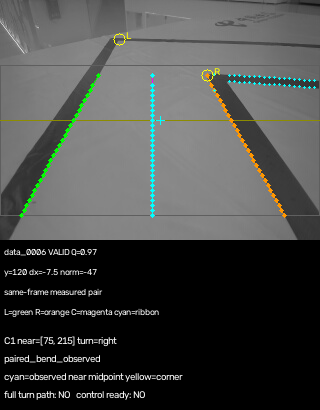 L
R
data_0006 VALID Q=0.97
y=120 dx=-7.5 norm=-47
same-frame measured pair
L=green R=orange C=magenta cyan=ribbon
C1 near=[75, 215] turn=right
paired_bend_observed
cyan=observed near midpoint yellow=corner
full turn path: NO control ready: NO